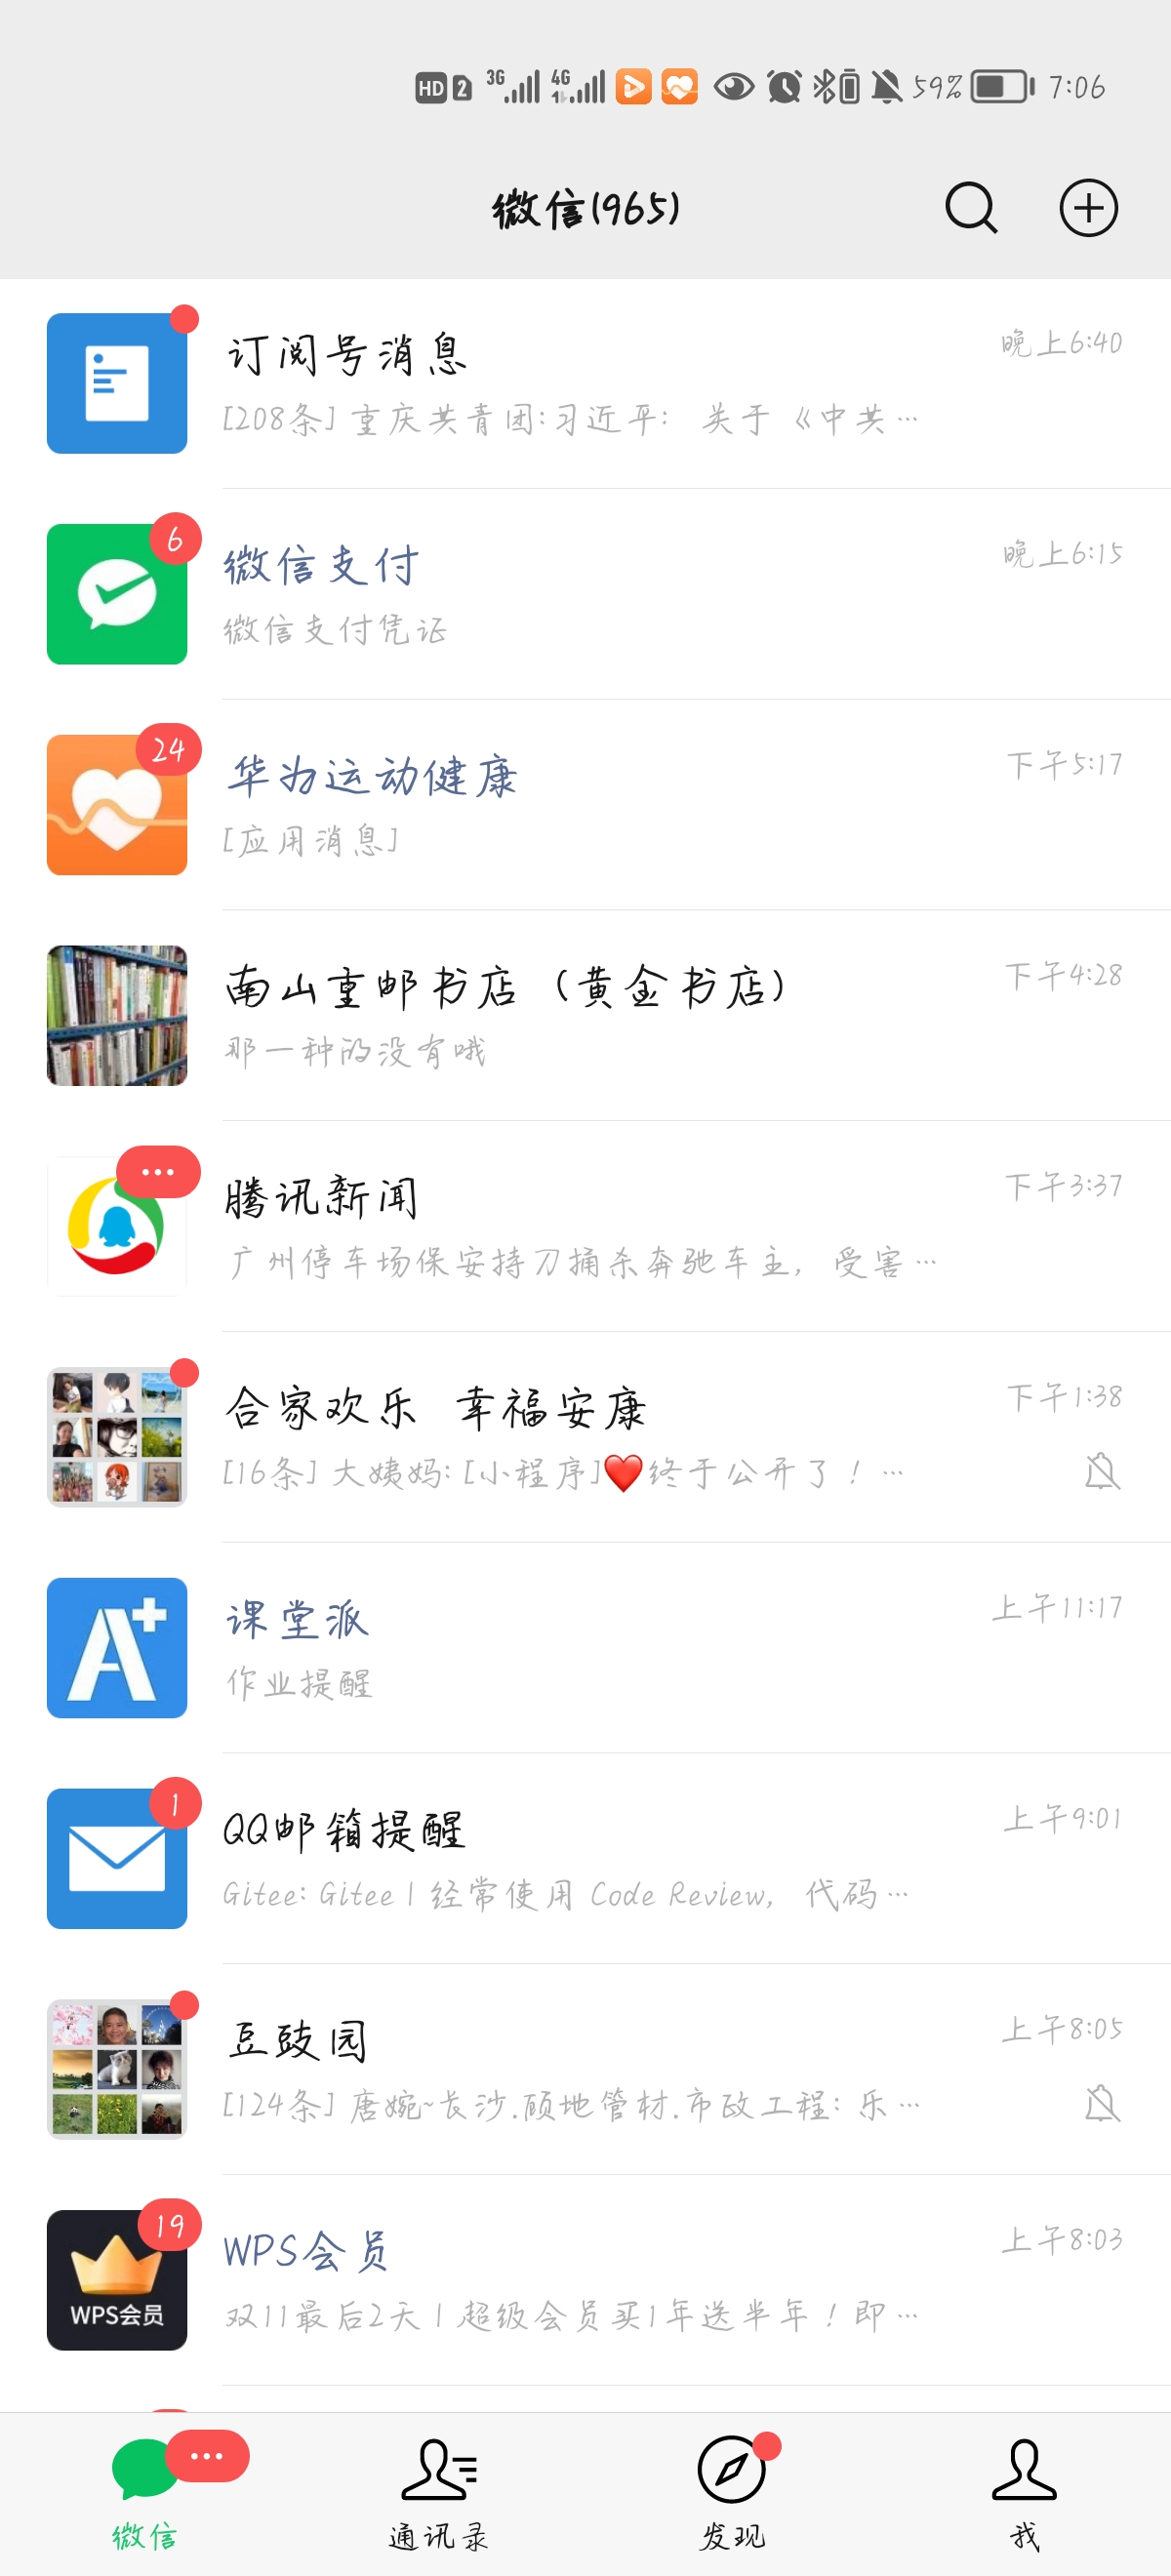 HD 2 3G 4G 59% 7:06
微信(965)
订阅号消息 晚上6:40
[208条] 重庆共青团:习近平: 关于《中共…
6
微信支付 晚上6:15
微信支付凭证
24
华为运动健康 下午5:17
[应用消息]
南山重邮书店（黄金书店） 下午4:28
那一种的没有哦
腾讯新闻 下午3:37
广州停车场保安持刀捅杀奔驰车主，受害…
合家欢乐 幸福安康 下午1:38
[16条] 大姨妈: [小程序]❤️终于公开了！…
A+
课堂派 上午11:17
作业提醒
1
QQ邮箱提醒 上午9:01
Gitee: Gitee | 经常使用 Code Review，代码…
豆豉园 上午8:05
[124条] 唐婉~长沙.顾地管材.市政工程: 乐…
19
WPS会员 上午8:03
WPS会员
双11最后2天 | 超级会员买1年送半年！即…
微信 通讯录 发现 我